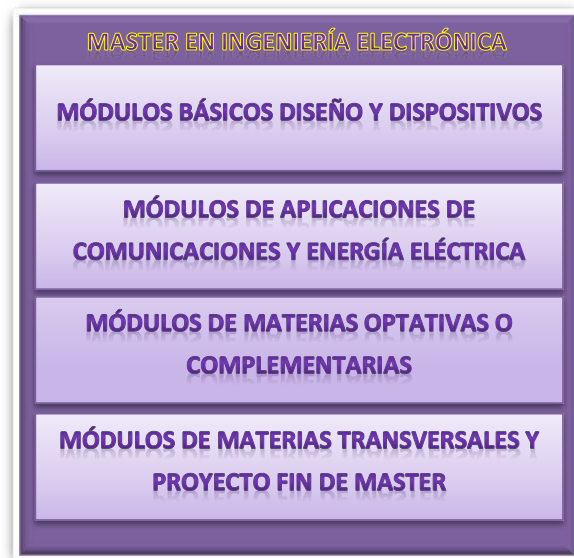 MASTER EN INGENIERÍA ELECTRÓNICA
MÓDULOS BÁSICOS DISEÑO Y DISPOSITIVOS
MÓDULOS DE APLICACIONES DE
COMUNICACIONES Y ENERGÍA ELÉCTRICA
MÓDULOS DE MATERIAS OPTATIVAS O
COMPLEMENTARIAS
MÓDULOS DE MATERIAS TRANSVERSALES Y
PROYECTO FIN DE MASTER